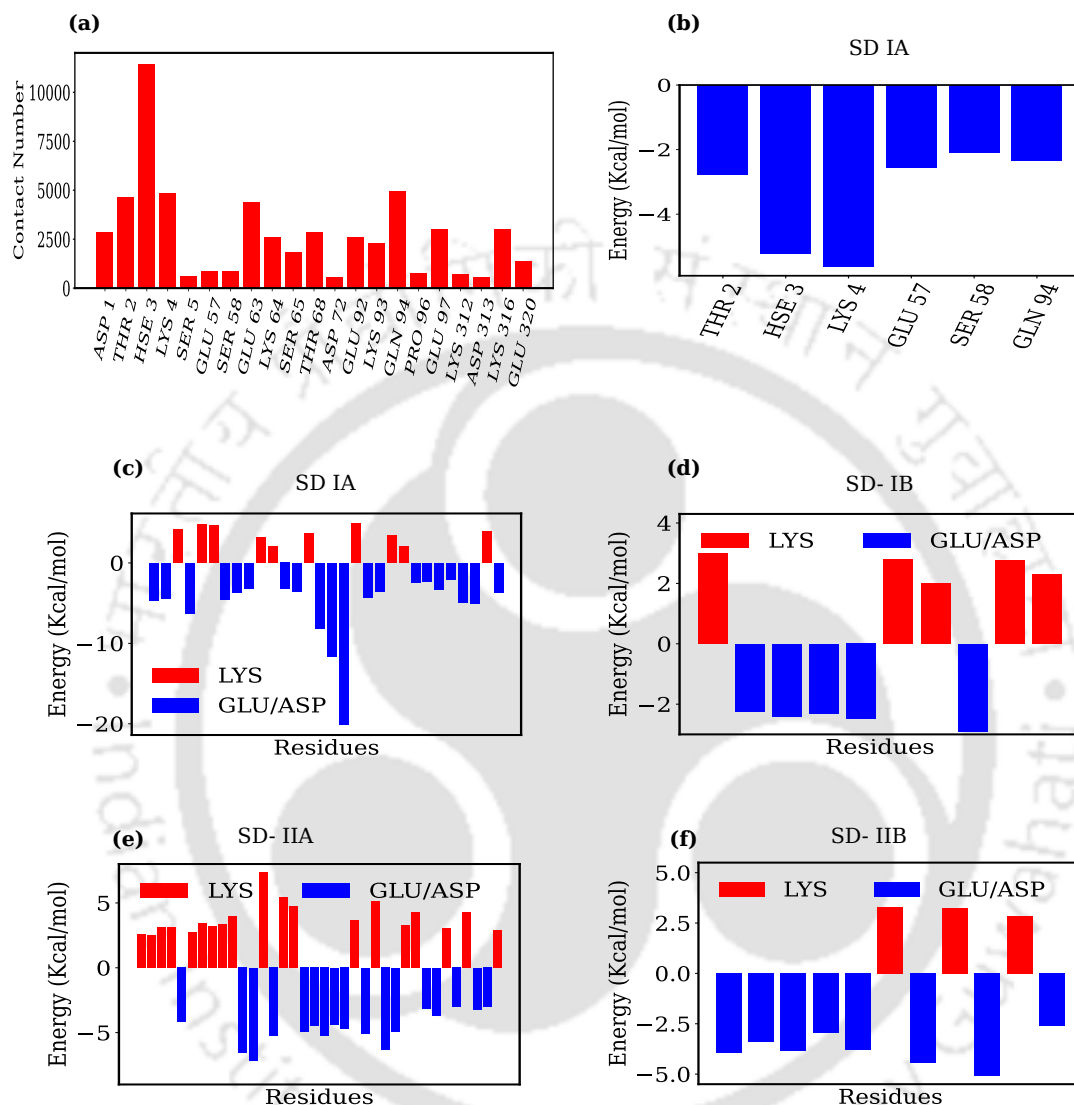 (a)
Contact Number
10000
7500
5000
2500
0
ASP 1
THR 2
HSE 3
LYS 4
SER 5
GLU 57
SER 58
GLU 63
LYS 64
SER 65
THR 68
ASP 72
GLU 92
LYS 93
GLN 94
PRO 96
GLU 97
LYS 312
ASP 313
LYS 316
GLU 320
(b)
SD IA
Energy (Kcal/mol)
0
−2
−4
THR 2
HSE 3
LYS 4
GLU 57
SER 58
GLN 94
(c)
SD IA
Energy (Kcal/mol)
0
−10
−20
LYS
GLU/ASP
Residues
(d)
SD- IB
Energy (Kcal/mol)
4
2
0
−2
LYS
GLU/ASP
Residues
(e)
SD- IIA
Energy (Kcal/mol)
5
0
−5
LYS
GLU/ASP
Residues
(f)
SD- IIB
Energy (Kcal/mol)
5.0
2.5
0.0
−2.5
−5.0
LYS
GLU/ASP
Residues
Indian Instit
Guwahati